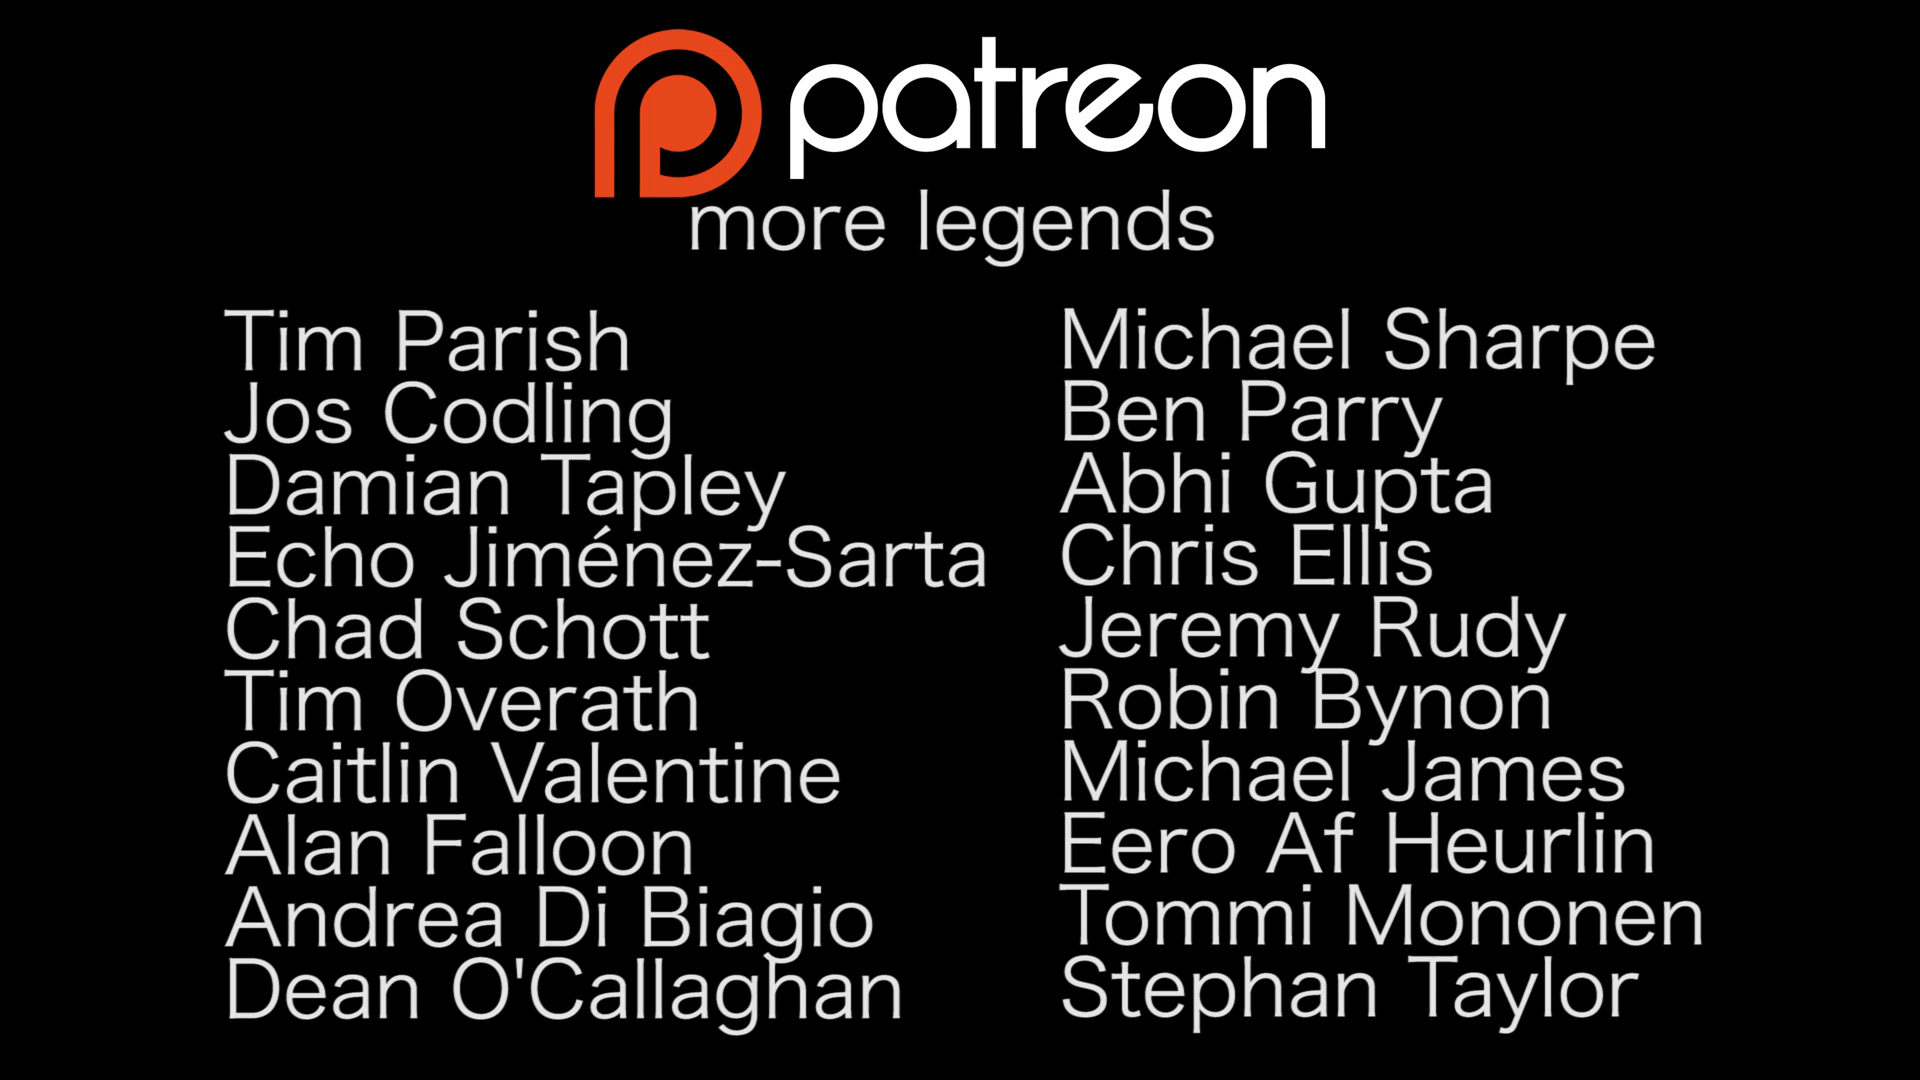 patreon
more legends
Tim Parish
Jos Codling
Damian Tapley
Echo Jiménez-Sarta
Chad Schott
Tim Overath
Caitlin Valentine
Alan Falloon
Andrea Di Biagio
Dean O'Callaghan
Michael Sharpe
Ben Parry
Abhi Gupta
Chris Ellis
Jeremy Rudy
Robin Bynon
Michael James
Eero Af Heurlin
Tommi Mononen
Stephan Taylor